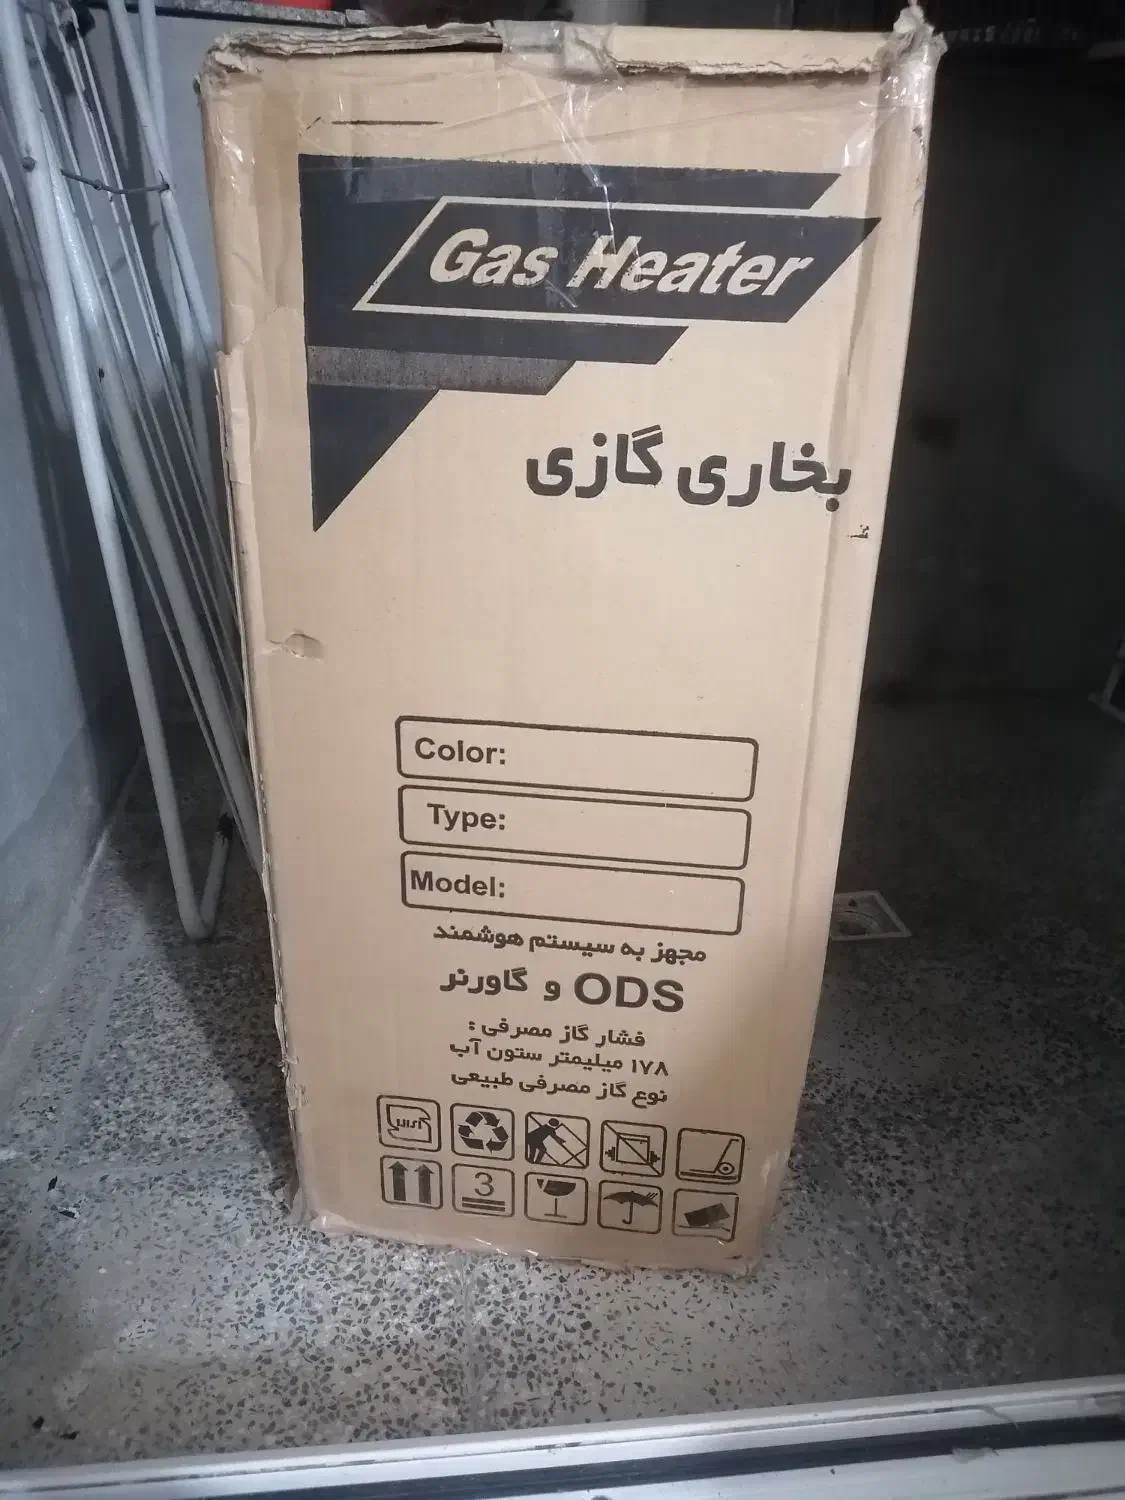 Gas Heater
بخاری گازی
Color:
Type:
Model:
مجهز به سیستم هوشمند
ODS و گاورنر
فشار گاز مصرفی :
۱۷۸ میلیمتر ستون آب
نوع گاز مصرفی طبیعی
3